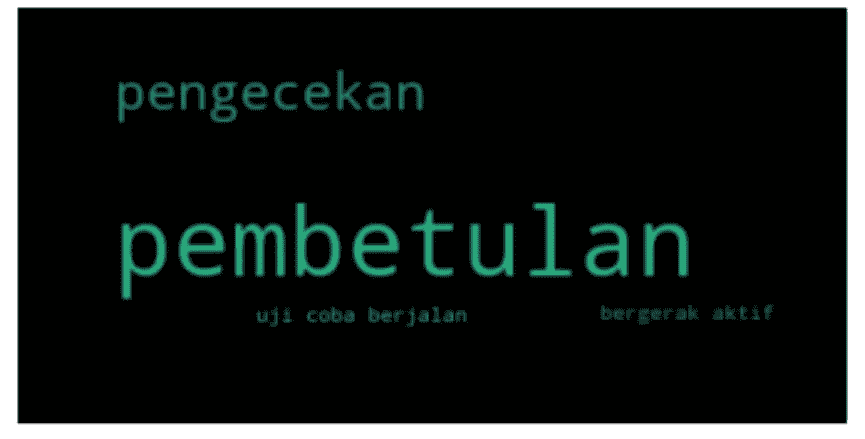 pengecekan
pembetulan
uji coba berjalan
bergerak aktif